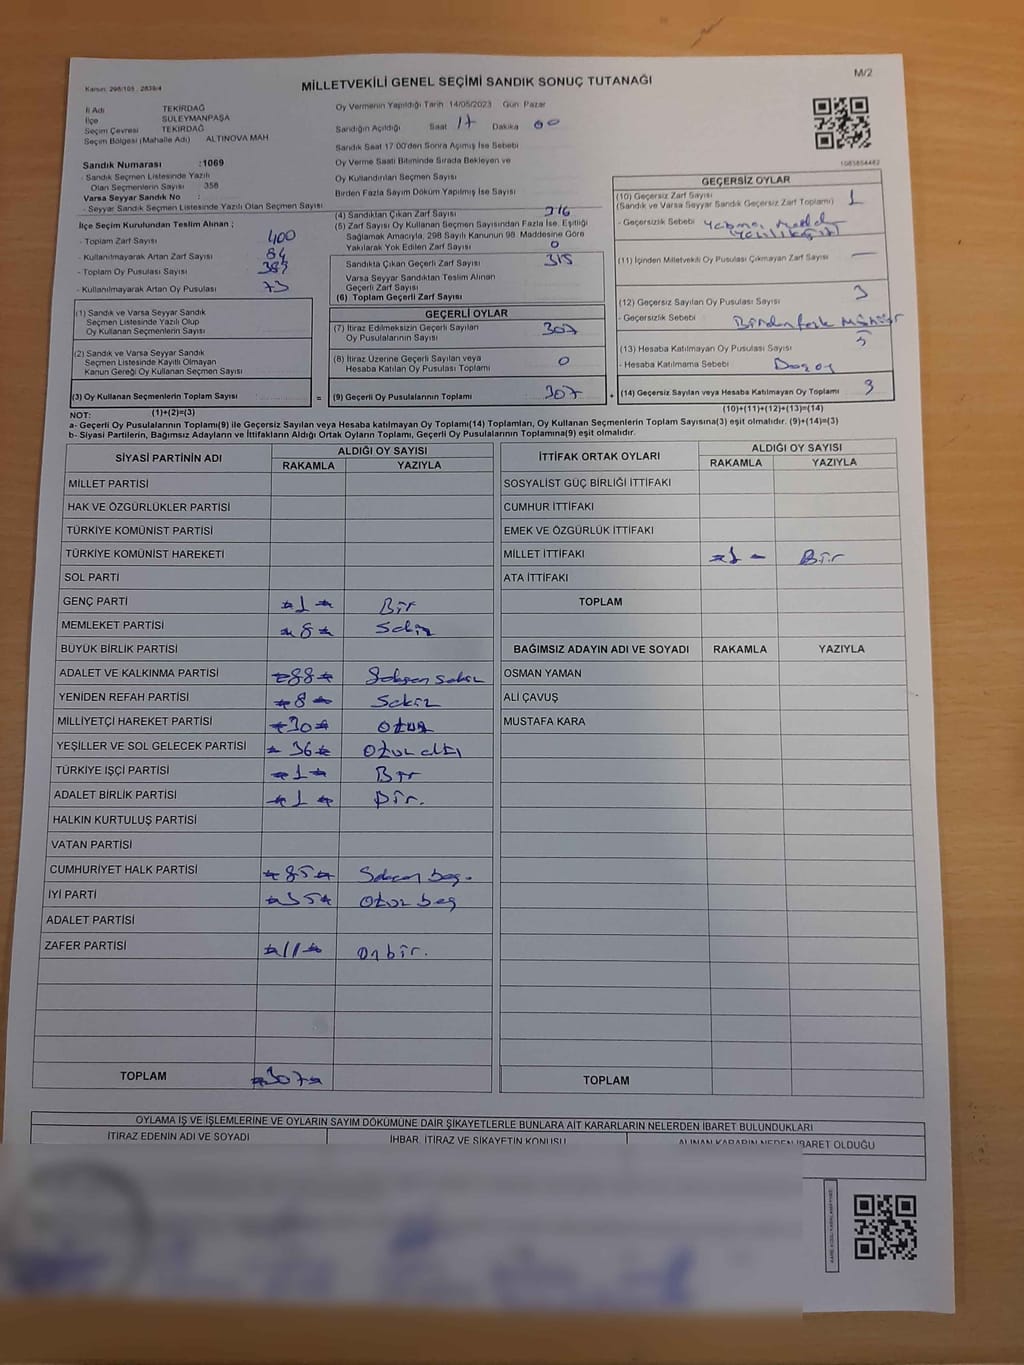 Kanun: 298/105 , 2839/4
MİLLETVEKİLİ GENEL SEÇİMİ SANDIK SONUÇ TUTANAĞI
M/2
İl Adı TEKİRDAĞ
İlçe SÜLEYMANPAŞA
Seçim Çevresi TEKİRDAĞ
Seçim Bölgesi (Mahalle Adı) ALTINOVA MAH
Sandık Numarası :1069
- Sandık Seçmen Listesinde Yazılı
Olan Seçmenlerin Sayısı 358
Varsa Seyyar Sandık No :
- Seyyar Sandık Seçmen Listesinde Yazılı Olan Seçmen Sayısı
İlçe Seçim Kurulundan Teslim Alınan ;
- Toplam Zarf Sayısı 400
- Kullanılmayarak Artan Zarf Sayısı 84
- Toplam Oy Pusulası Sayısı
- Kullanılmayarak Artan Oy Pusulası 73
(1) Sandık ve Varsa Seyyar Sandık
Seçmen Listesinde Yazılı Olup
Oy Kullanan Seçmenlerin Sayısı
(2) Sandık ve Varsa Seyyar Sandık
Seçmen Listesinde Kayıtlı Olmayan
Kanun Gereği Oy Kullanan Seçmen Sayısı
(3) Oy Kullanan Seçmenlerin Toplam Sayısı
(1)+(2)=(3)
Oy Vermenin Yapıldığı Tarih 14/05/2023 Gün Pazar
Sandığın Açıldığı Saat 17 Dakika 00
Sandık Saat 17.00'den Sonra Açılmış İse Sebebi
Oy Verme Saati Bitiminde Sırada Bekleyen ve
Oy Kullandırılan Seçmen Sayısı
Birden Fazla Sayım Döküm Yapılmış İse Sayısı
(4) Sandıktan Çıkan Zarf Sayısı 316
(5) Zarf Sayısı Oy Kullanan Seçmen Sayısından Fazla İse, Eşitliği
Sağlamak Amacıyla, 298 Sayılı Kanunun 98. Maddesine Göre
Yakılarak Yok Edilen Zarf Sayısı 0
Sandıkta Çıkan Geçerli Zarf Sayısı 315
Varsa Seyyar Sandıktan Teslim Alınan
Geçerli Zarf Sayısı
(6) Toplam Geçerli Zarf Sayısı
GEÇERLİ OYLAR
(7) İtiraz Edilmeksizin Geçerli Sayılan
Oy Pusulalarının Sayısı 307
(8) İtiraz Üzerine Geçerli Sayılan veya
Hesaba Katılan Oy Pusulası Toplamı 0
= (9) Geçerli Oy Pusulalarının Toplamı 307 +
1083854462
GEÇERSİZ OYLAR
(10) Geçersiz Zarf Sayısı 1
(Sandık ve Varsa Seyyar Sandık Geçersiz Zarf Toplamı)
- Geçersizlik Sebebi
(11) İçinden Milletvekili Oy Pusulası Çıkmayan Zarf Sayısı —
(12) Geçersiz Sayılan Oy Pusulası Sayısı 3
- Geçersizlik Sebebi
(13) Hesaba Katılmayan Oy Pusulası Sayısı 5
- Hesaba Katılmama Sebebi
(14) Geçersiz Sayılan veya Hesaba Katılmayan Oy Toplamı
(10)+(11)+(12)+(13)=(14)
NOT:
a- Geçerli Oy Pusulalarının Toplamı(9) ile Geçersiz Sayılan veya Hesaba katılmayan Oy Toplamı(14) Toplamları, Oy Kullanan Seçmenlerin Toplam Sayısına(3) eşit olmalıdır. (9)+(14)=(3)
b- Siyasi Partilerin, Bağımsız Adayların ve İttifakların Aldığı Ortak Oyların Toplamı, Geçerli Oy Pusulalarının Toplamına(9) eşit olmalıdır.
SİYASİ PARTİNİN ADI ALDIĞI OY SAYISI
RAKAMLA YAZIYLA
MİLLET PARTİSİ
HAK VE ÖZGÜRLÜKLER PARTİSİ
TÜRKİYE KOMÜNİST PARTİSİ
TÜRKİYE KOMÜNİST HAREKETİ
SOL PARTİ
GENÇ PARTİ 1 Bir
MEMLEKET PARTİSİ 8 Sekiz
BÜYÜK BİRLİK PARTİSİ
ADALET VE KALKINMA PARTİSİ 88 Seksen sekiz
YENİDEN REFAH PARTİSİ 8 Sekiz
MİLLİYETÇİ HAREKET PARTİSİ 30 Otuz
YEŞİLLER VE SOL GELECEK PARTİSİ 36 Otuz altı
TÜRKİYE İŞÇİ PARTİSİ 1 Bir
ADALET BİRLİK PARTİSİ 1 Bir.
HALKIN KURTULUŞ PARTİSİ
VATAN PARTİSİ
CUMHURİYET HALK PARTİSİ 85 Seksen beş.
İYİ PARTİ 35 Otuz beş
ADALET PARTİSİ
ZAFER PARTİSİ 11 On bir.
TOPLAM 307
İTTİFAK ORTAK OYLARI ALDIĞI OY SAYISI
RAKAMLA YAZIYLA
SOSYALİST GÜÇ BİRLİĞİ İTTİFAKI
CUMHUR İTTİFAKI
EMEK VE ÖZGÜRLÜK İTTİFAKI
MİLLET İTTİFAKI 1 Bir
ATA İTTİFAKI
TOPLAM
BAĞIMSIZ ADAYIN ADI VE SOYADI RAKAMLA YAZIYLA
OSMAN YAMAN
ALİ ÇAVUŞ
MUSTAFA KARA
TOPLAM
OYLAMA İŞ VE İŞLEMLERİNE VE OYLARIN SAYIM DÖKÜMÜNE DAİR ŞİKAYETLERLE BUNLARA AİT KARARLARIN NELERDEN İBARET BULUNDUKLARI
İTİRAZ EDENİN ADI VE SOYADI İHBAR, İTİRAZ VE ŞİKAYETİN KONUSU ALINAN KARARIN NEDEN İBARET OLDUĞU